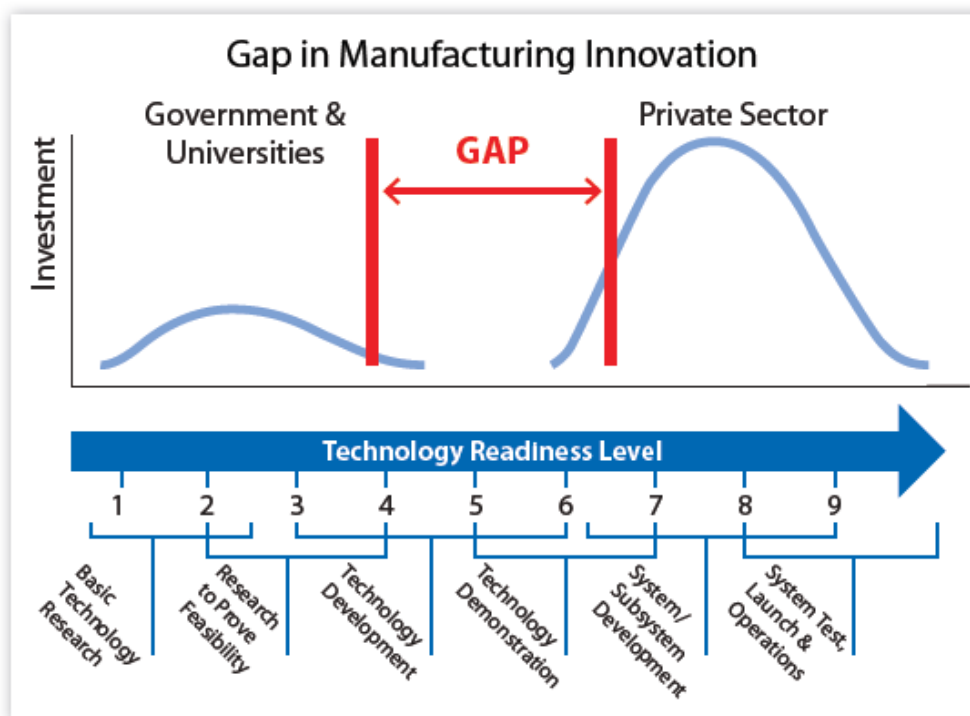 Gap in Manufacturing Innovation
Government &
Universities
GAP
Private Sector
Investment
Technology Readiness Level
1 2 3 4 5 6 7 8 9
Basic
Technology
Research
Research
to Prove
Feasibility
Technology
Development
Technology
Demonstration
System/
Subsystem
Development
System Test,
Launch &
Operations